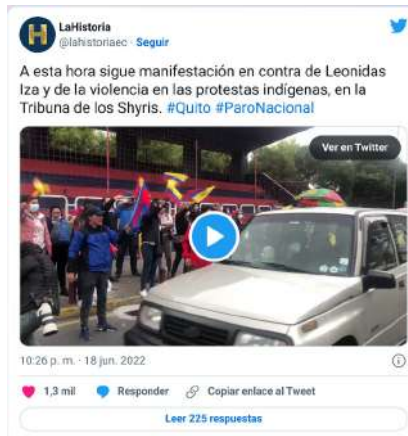 LaHistoria
@lahistoriaec · Seguir
A esta hora sigue manifestación en contra de Leonidas
Iza y de la violencia en las protestas indígenas, en la
Tribuna de los Shyris. #Quito #ParoNacional
Ver en Twitter
10:26 p. m. · 18 jun. 2022
1,3 mil Responder Copiar enlace al Tweet
Leer 225 respuestas